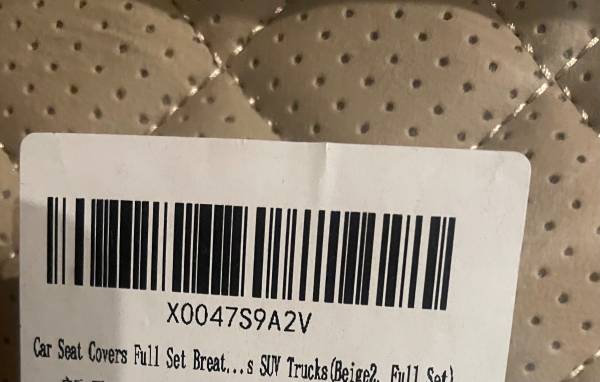 X0047S9A2V
Car Seat Covers Full Set Breat...s SUV Trucks(Beige2, Full Set)